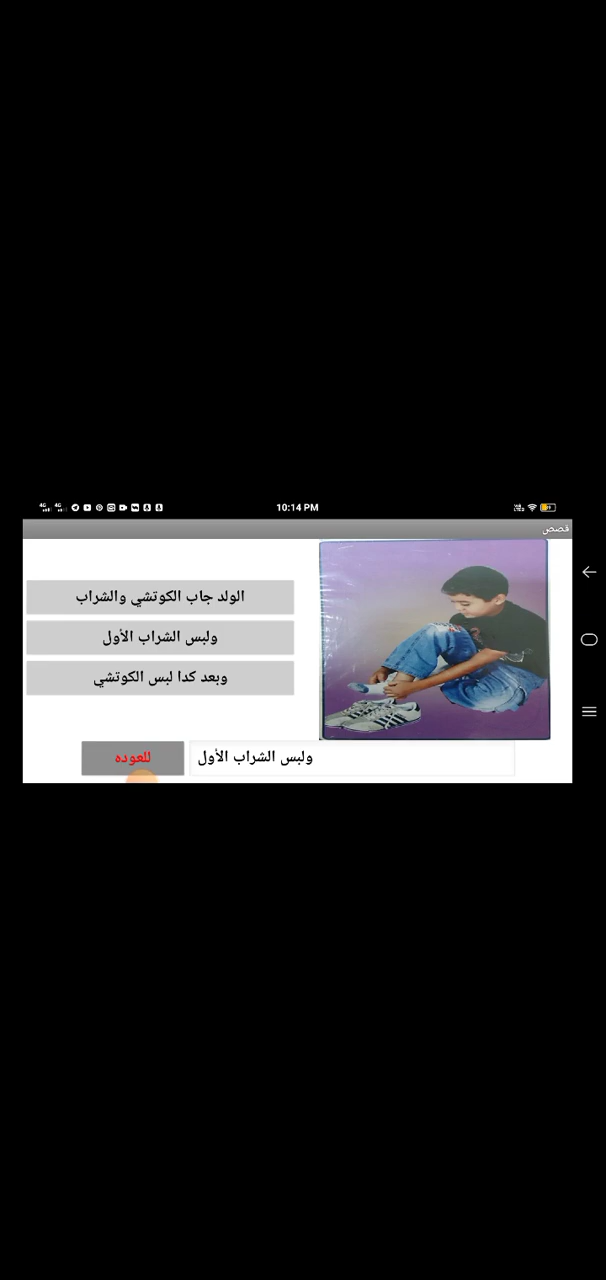 10:14 PM
قصص
الولد جاب الكوتشي والشراب
ولبس الشراب الأول
وبعد كدا لبس الكوتشي
ولبس الشراب الأول
للعوده